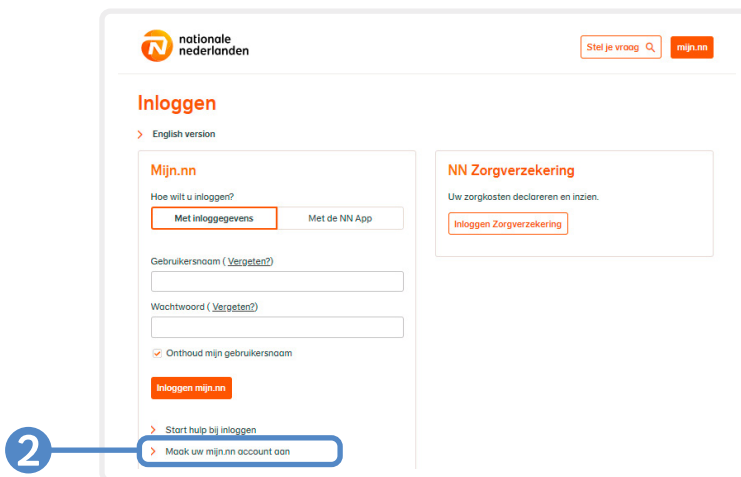 nationale
nederlanden
Stel je vraag
mijn.nn
Inloggen
English version
Mijn.nn
Hoe wilt u inloggen?
Met inloggegevens
Met de NN App
Gebruikersnaam ( Vergeten?)
Wachtwoord ( Vergeten?)
Onthoud mijn gebruikersnaam
Inloggen mijn.nn
Start hulp bij inloggen
2
Maak uw mijn.nn account aan
NN Zorgverzekering
Uw zorgkosten declareren en inzien.
Inloggen Zorgverzekering